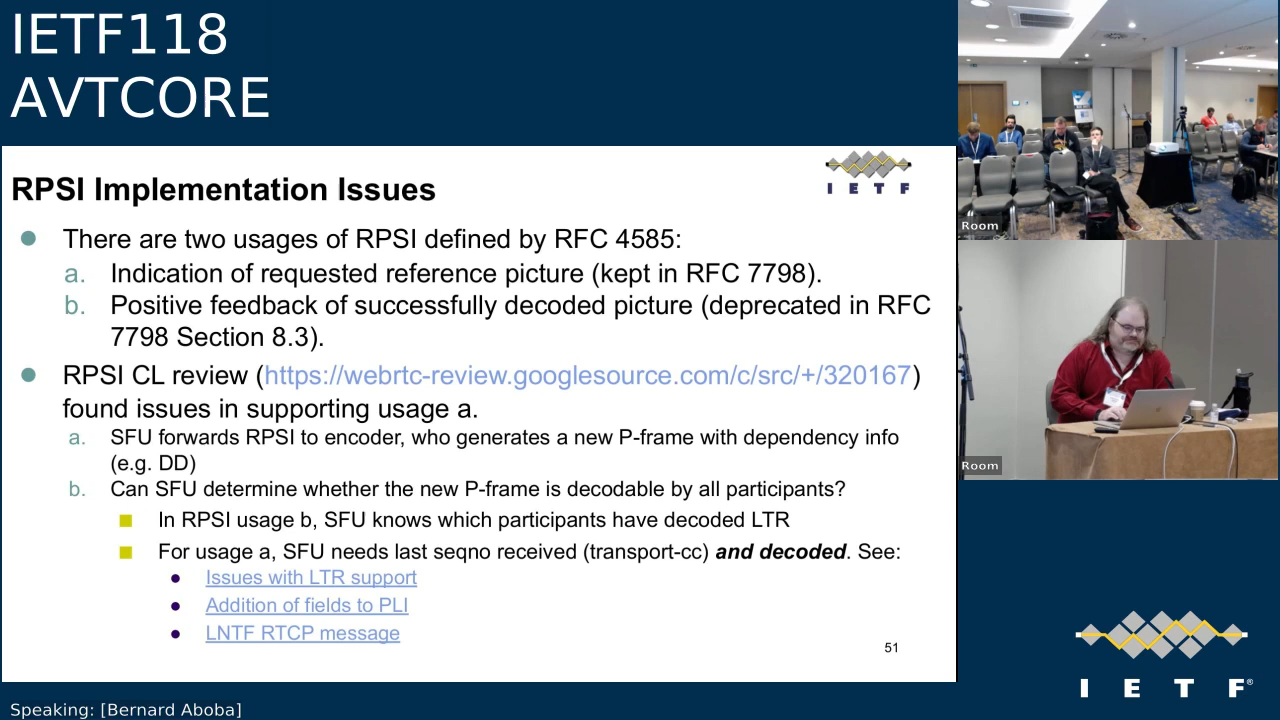 IETF118
AVTCORE
I E T F
RPSI Implementation Issues
● There are two usages of RPSI defined by RFC 4585:
a. Indication of requested reference picture (kept in RFC 7798).
b. Positive feedback of successfully decoded picture (deprecated in RFC
7798 Section 8.3).
● RPSI CL review (https://webrtc-review.googlesource.com/c/src/+/320167)
found issues in supporting usage a.
a. SFU forwards RPSI to encoder, who generates a new P-frame with dependency info
(e.g. DD)
b. Can SFU determine whether the new P-frame is decodable by all participants?
■ In RPSI usage b, SFU knows which participants have decoded LTR
■ For usage a, SFU needs last seqno received (transport-cc) and decoded. See:
● Issues with LTR support
● Addition of fields to PLI
● LNTF RTCP message
51
Room
Room
I E T F®
Speaking: [Bernard Aboba]